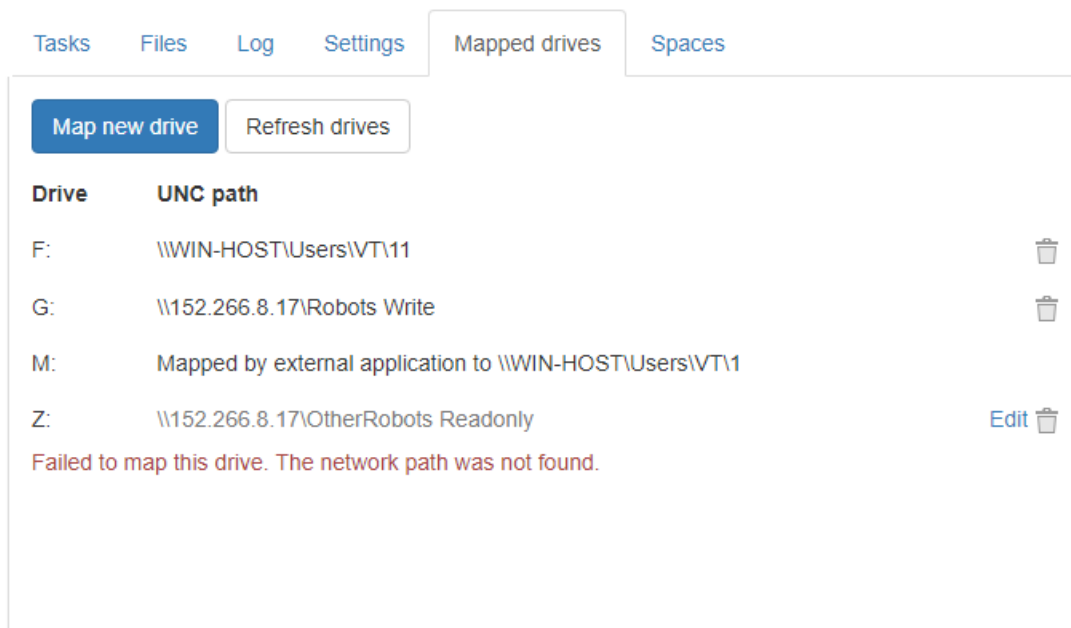 Tasks Files Log Settings Mapped drives Spaces
Map new drive Refresh drives
Drive UNC path
F: \\WIN-HOST\Users\VT\11
G: \\152.266.8.17\Robots Write
M: Mapped by external application to \\WIN-HOST\Users\VT\1
Z: \\152.266.8.17\OtherRobots Readonly Edit
Failed to map this drive. The network path was not found.